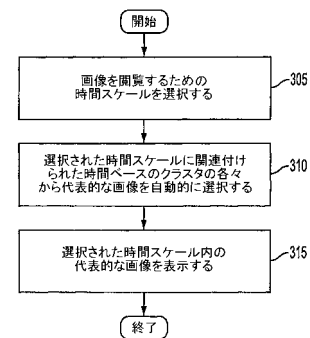 開始
画像を閲覧するための
時間スケールを選択する
305
選択された時間スケールに関連付け
られた時間ベースのクラスタの各々
から代表的な画像を自動的に選択する
310
選択された時間スケール内の
代表的な画像を表示する
315
終了